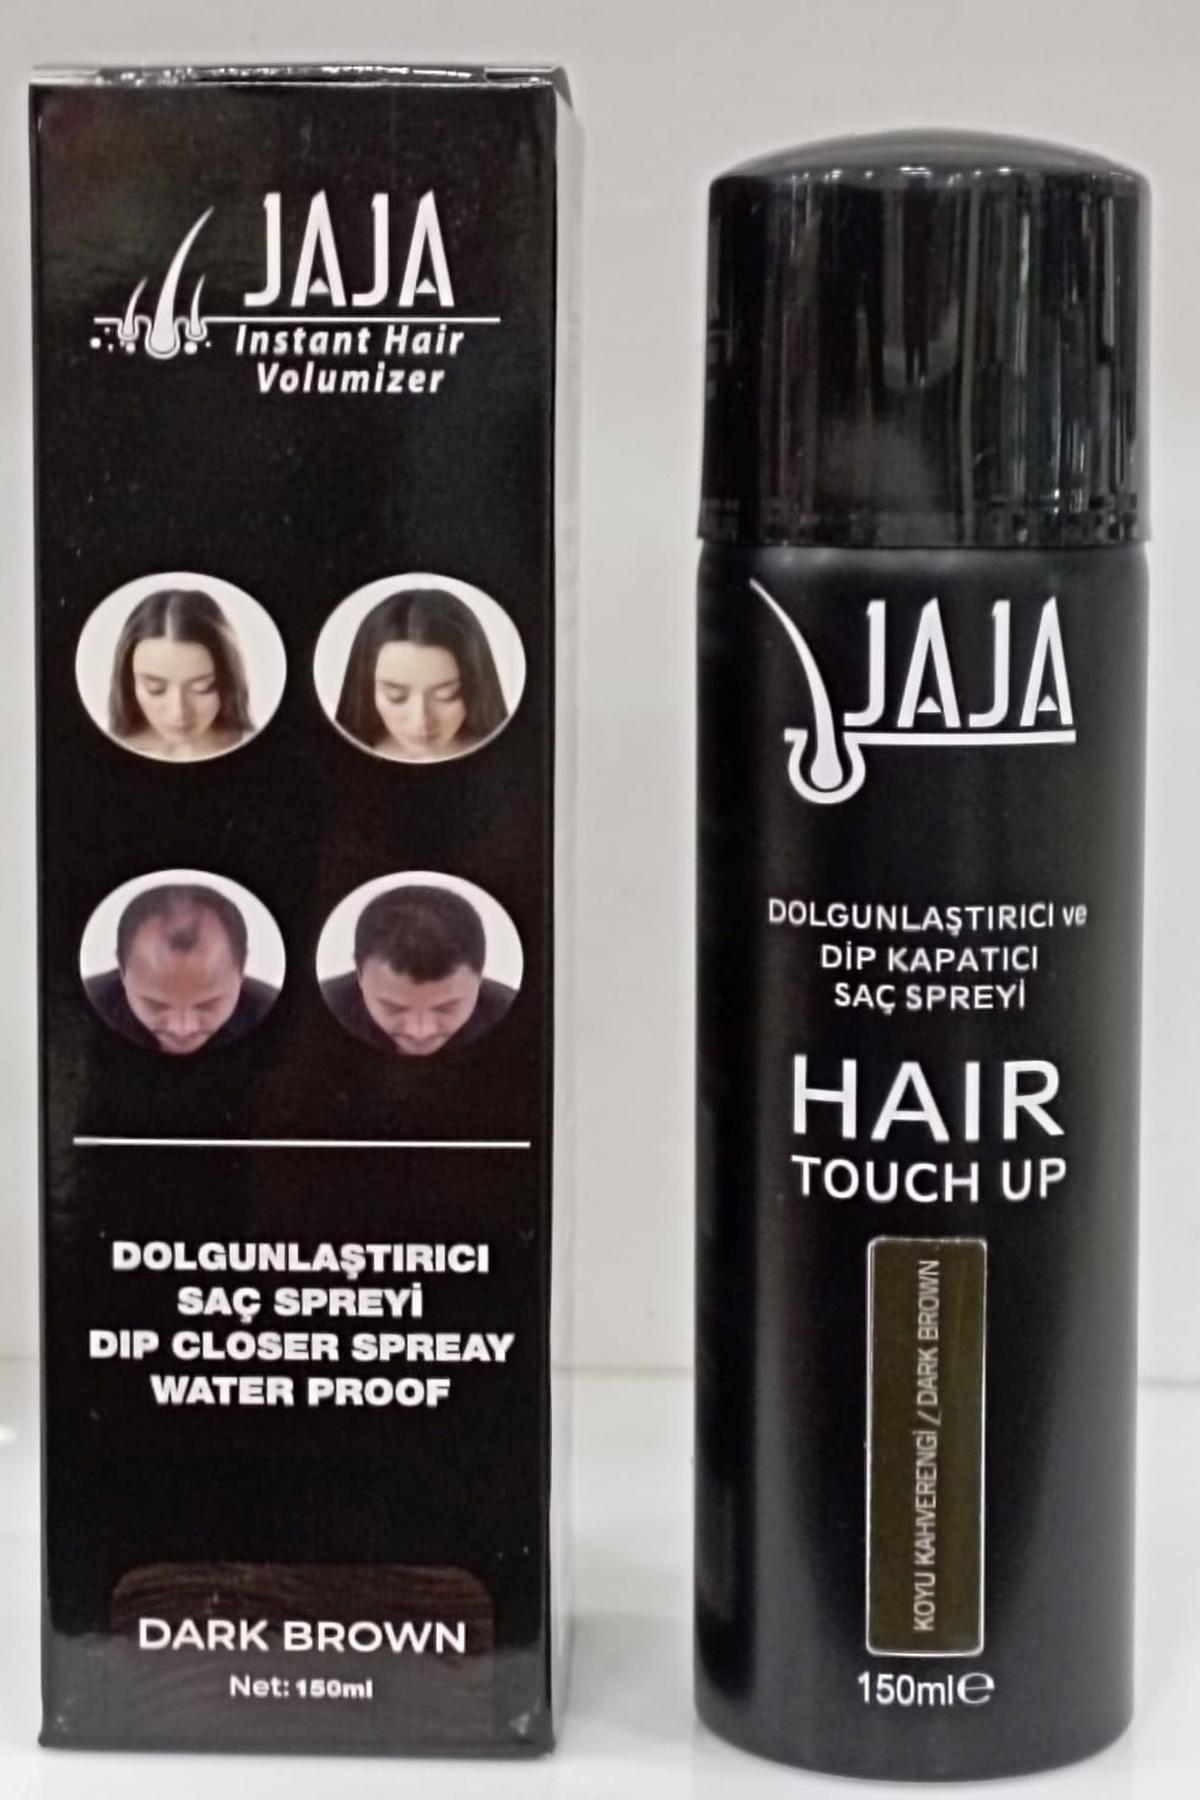 JAJA
Instant Hair
Volumizer
DOLGUNLAŞTIRICI
SAÇ SPREYİ
DIP CLOSER SPREAY
WATER PROOF
DARK BROWN
Net: 150ml
JAJA
DOLGUNLAŞTIRICI ve
DİP KAPATICI
SAÇ SPREYİ
HAIR
TOUCH UP
KOYU KAHVERENGİ / DARK BROWN
150ml℮